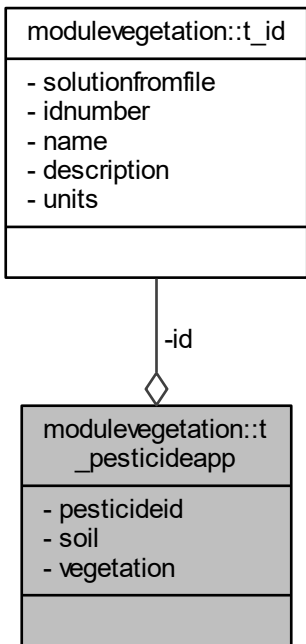 modulevegetation::t_id
- solutionfromfile
- idnumber
- name
- description
- units
-id
modulevegetation::t
_pesticideapp
- pesticideid
- soil
- vegetation